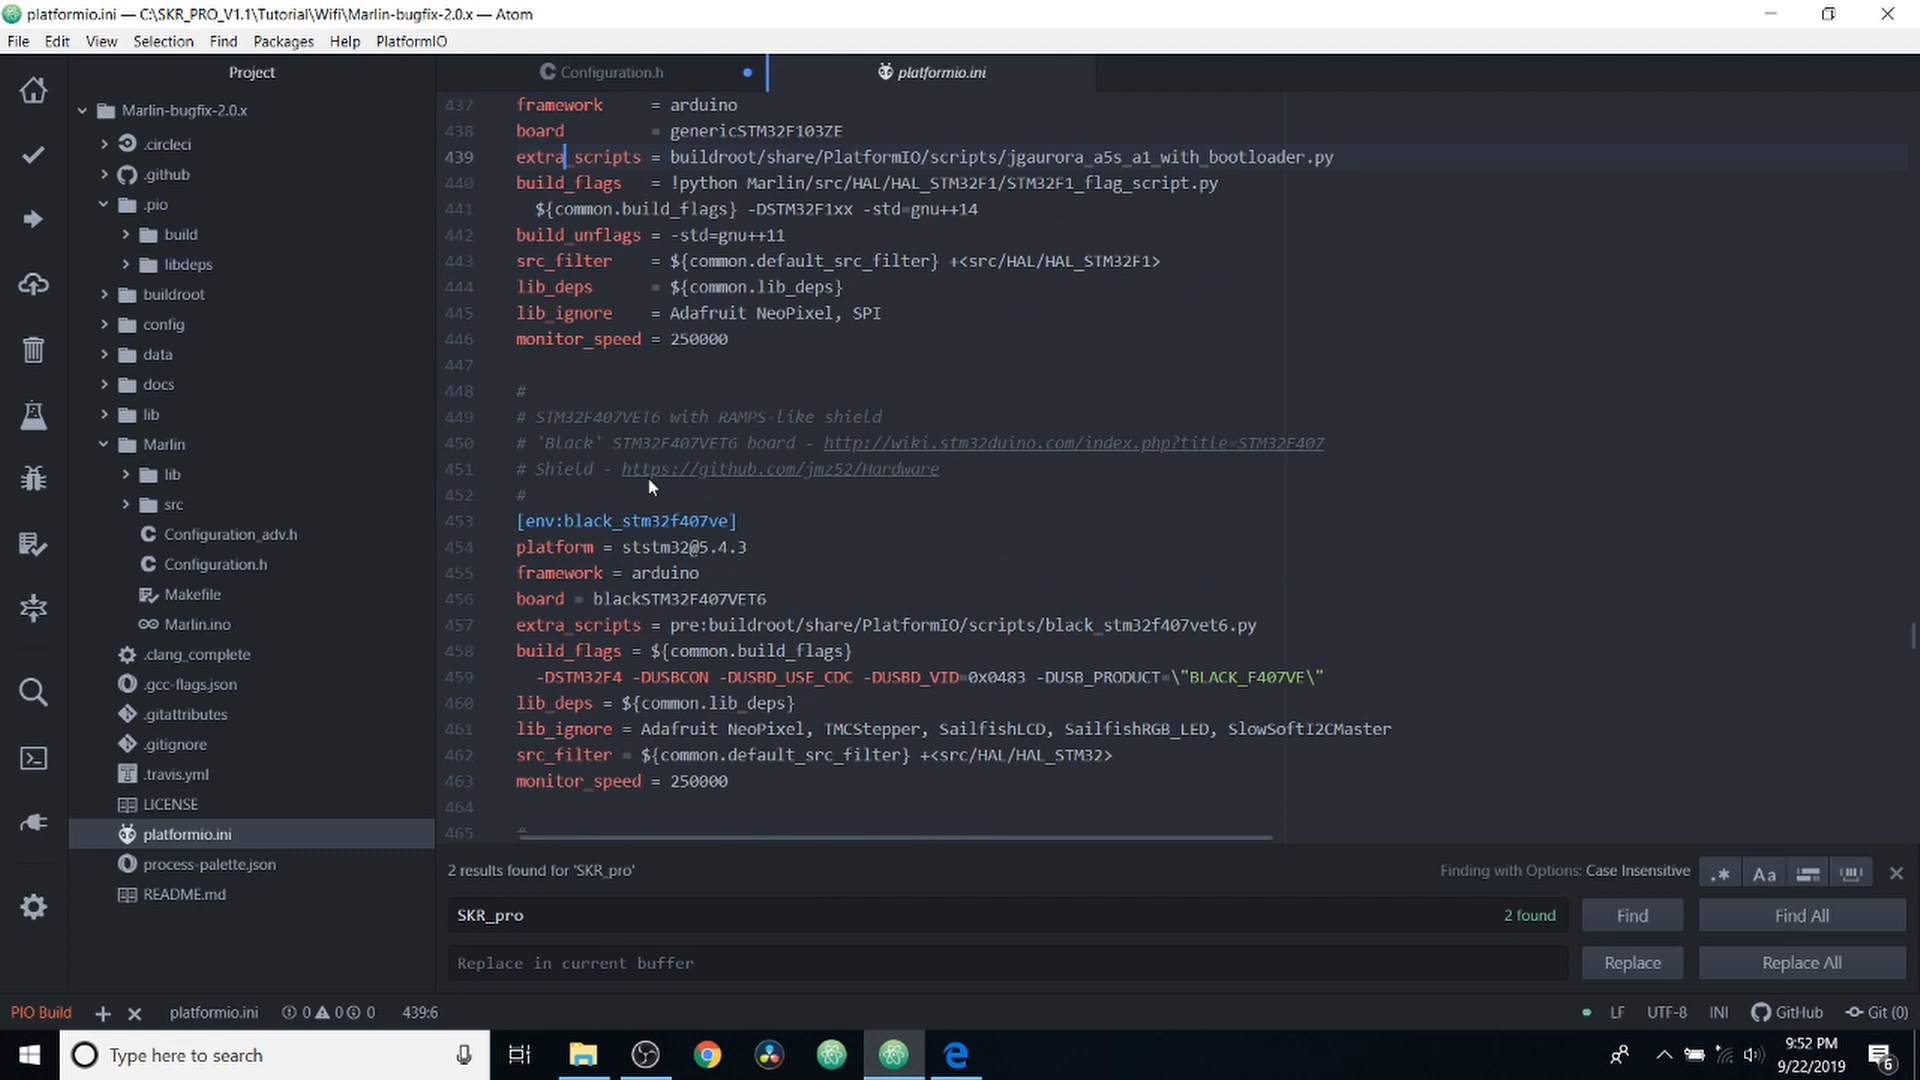 platformio.ini — C:\SKR_PRO_V1.1\Tutorial\Wifi\Marlin-bugfix-2.0.x — Atom
File Edit View Selection Find Packages Help PlatformIO
Project
Marlin-bugfix-2.0.x
.circleci
.github
.pio
build
libdeps
buildroot
config
data
docs
lib
Marlin
lib
src
Configuration_adv.h
Configuration.h
Makefile
Marlin.ino
.clang_complete
.gcc-flags.json
.gitattributes
.gitignore
.travis.yml
LICENSE
platformio.ini
process-palette.json
README.md
Configuration.h platformio.ini
437 framework = arduino
438 board = genericSTM32F103ZE
439 extra_scripts = buildroot/share/PlatformIO/scripts/jgaurora_a5s_a1_with_bootloader.py
440 build_flags = !python Marlin/src/HAL/HAL_STM32F1/STM32F1_flag_script.py
441 ${common.build_flags} -DSTM32F1xx -std=gnu++14
442 build_unflags = -std=gnu++11
443 src_filter = ${common.default_src_filter} +<src/HAL/HAL_STM32F1>
444 lib_deps = ${common.lib_deps}
445 lib_ignore = Adafruit NeoPixel, SPI
446 monitor_speed = 250000
447
448 #
449 # STM32F407VET6 with RAMPS-like shield
450 # 'Black' STM32F407VET6 board - http://wiki.stm32duino.com/index.php?title=STM32F407
451 # Shield - https://github.com/jmz52/Hardware
452 #
453 [env:black_stm32f407ve]
454 platform = ststm32@5.4.3
455 framework = arduino
456 board = blackSTM32F407VET6
457 extra_scripts = pre:buildroot/share/PlatformIO/scripts/black_stm32f407vet6.py
458 build_flags = ${common.build_flags}
459 -DSTM32F4 -DUSBCON -DUSBD_USE_CDC -DUSBD_VID=0x0483 -DUSB_PRODUCT=\"BLACK_F407VE\"
460 lib_deps = ${common.lib_deps}
461 lib_ignore = Adafruit NeoPixel, TMCStepper, SailfishLCD, SailfishRGB_LED, SlowSoftI2CMaster
462 src_filter = ${common.default_src_filter} +<src/HAL/HAL_STM32>
463 monitor_speed = 250000
464
465 #
2 results found for 'SKR_pro' Finding with Options: Case Insensitive .* Aa
SKR_pro 2 found Find Find All
Replace in current buffer Replace Replace All
PIO Build + × platformio.ini 0 0 0 439:6 LF UTF-8 INI GitHub Git (0)
Type here to search
9:52 PM
9/22/2019
6